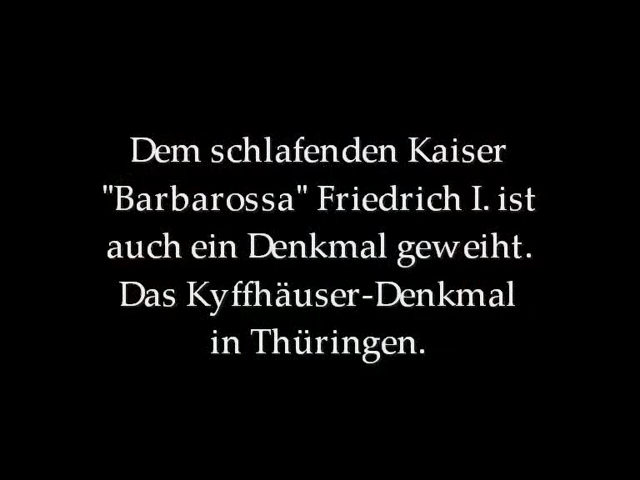 Dem schlafenden Kaiser
"Barbarossa" Friedrich I. ist
auch ein Denkmal geweiht.
Das Kyffhäuser-Denkmal
in Thüringen.